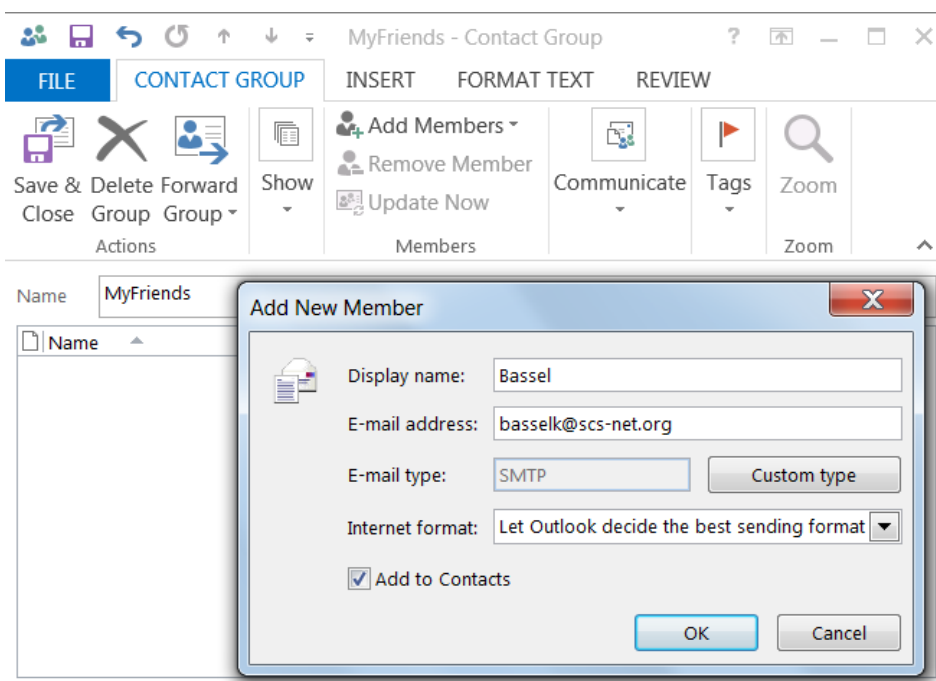 MyFriends - Contact Group ?
FILE CONTACT GROUP INSERT FORMAT TEXT REVIEW
Save & Close
Delete Group
Forward Group
Actions
Show
Add Members
Remove Member
Update Now
Members
Communicate
Tags
Zoom
Zoom
Name MyFriends
Name
Add New Member
Display name: Bassel
E-mail address: basselk@scs-net.org
E-mail type: SMTP Custom type
Internet format: Let Outlook decide the best sending format
Add to Contacts
OK Cancel